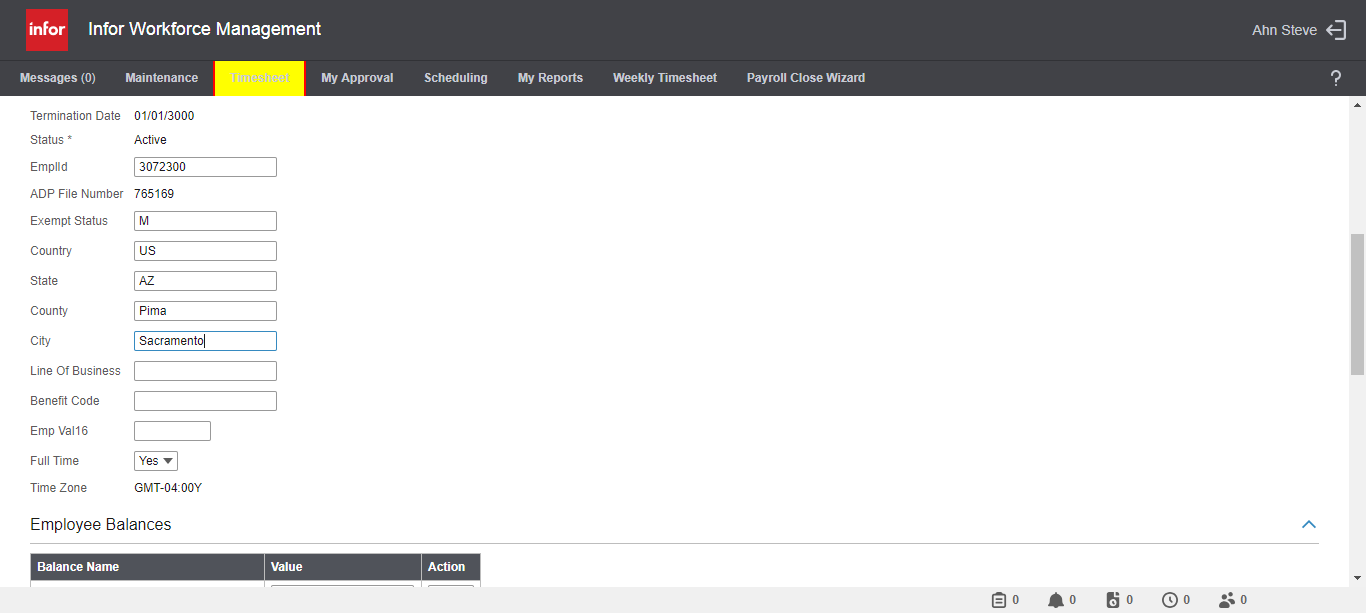 infor Infor Workforce Management Ahn Steve
Messages (0) Maintenance Timesheet My Approval Scheduling My Reports Weekly Timesheet Payroll Close Wizard ?
Termination Date 01/01/3000
Status * Active
EmplId 3072300
ADP File Number 765169
Exempt Status M
Country US
State AZ
County Pima
City Sacramento
Line Of Business
Benefit Code
Emp Val16
Full Time Yes
Time Zone GMT-04:00Y
Employee Balances
Balance Name Value Action
0 0 0 0 0